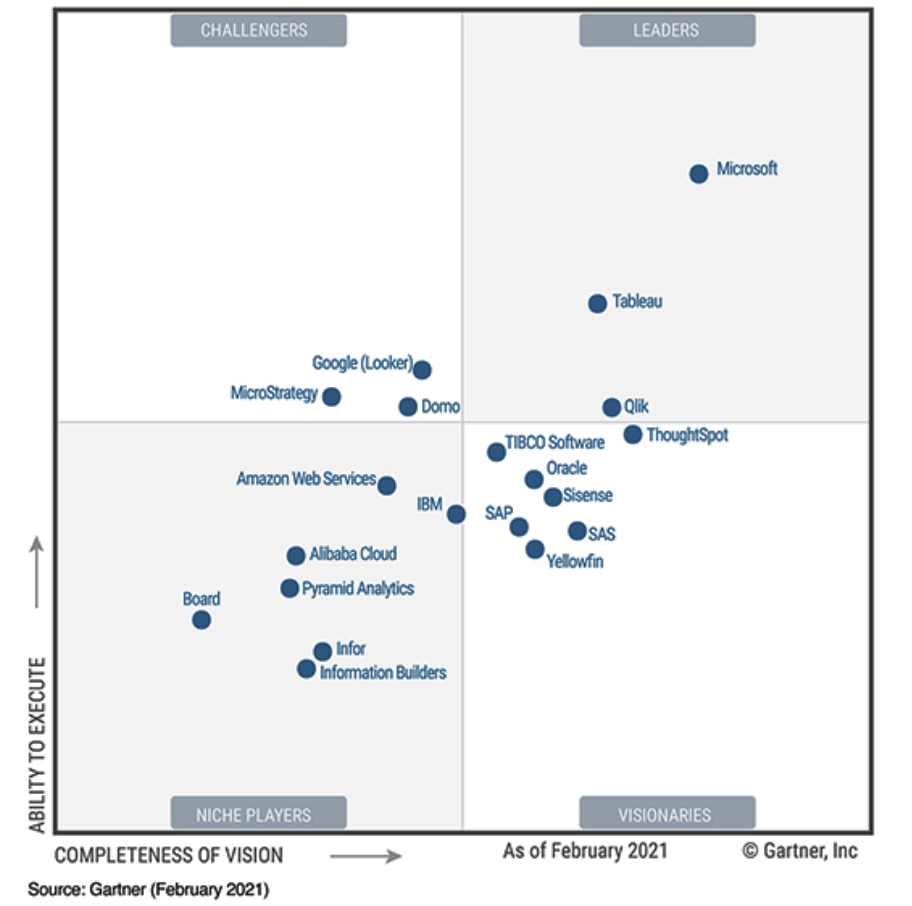 CHALLENGERS
LEADERS
Microsoft
Tableau
Google (Looker)
MicroStrategy
Domo
Qlik
ThoughtSpot
TIBCO Software
Oracle
Amazon Web Services
Sisense
IBM
SAP
SAS
Alibaba Cloud
Yellowfin
Pyramid Analytics
Board
Infor
Information Builders
ABILITY TO EXECUTE
NICHE PLAYERS
VISIONARIES
COMPLETENESS OF VISION
As of February 2021
© Gartner, Inc
Source: Gartner (February 2021)